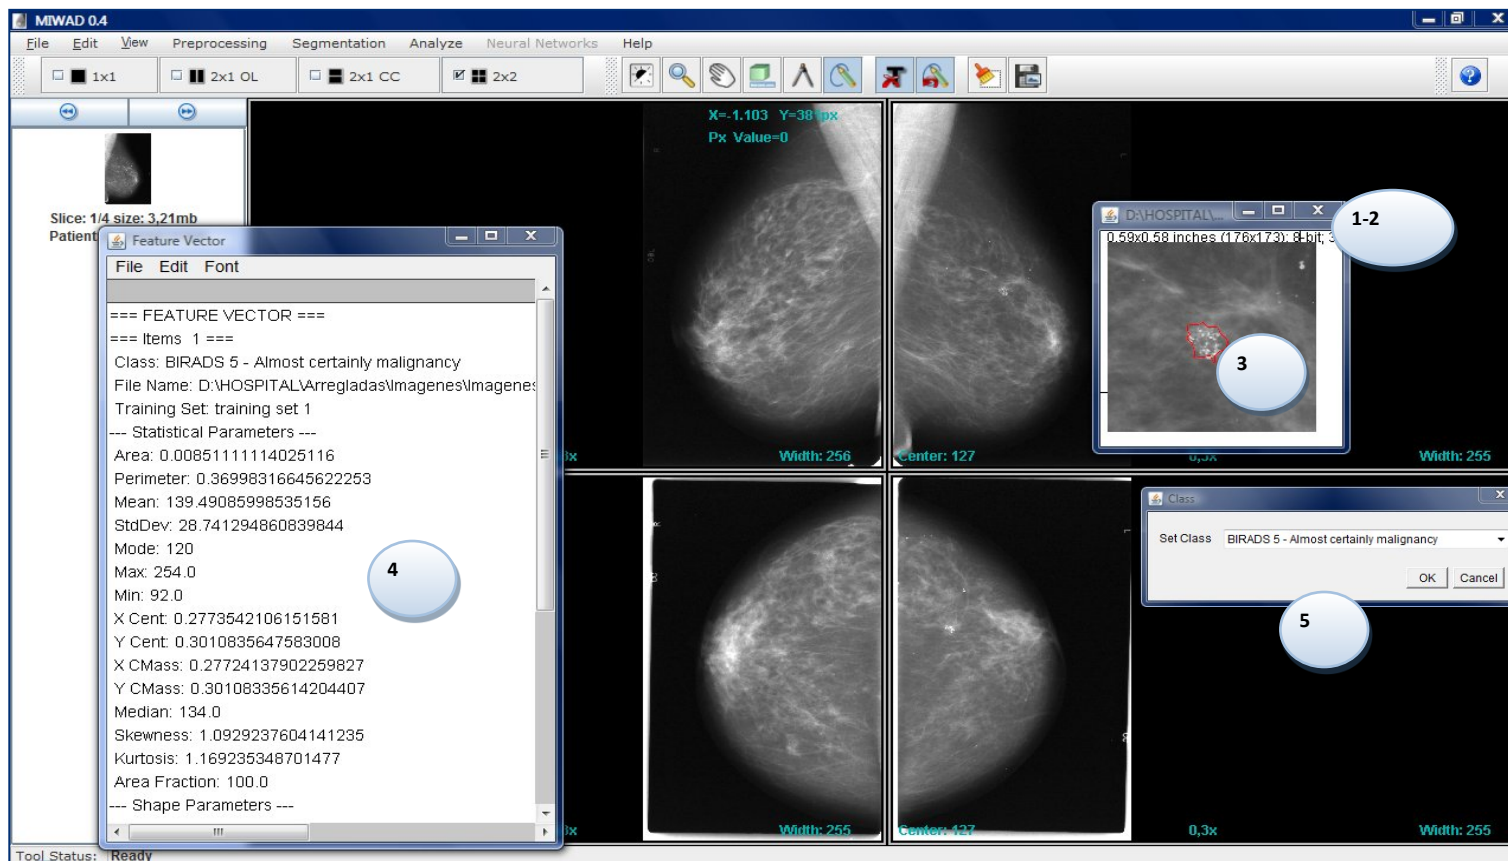 MIWAD 0.4
File Edit View Preprocessing Segmentation Analyze Neural Networks Help
1x1 2x1 OL 2x1 CC 2x2
Slice: 1/4 size: 3,21mb
Patient
X=-1.103 Y=381px
Px Value=0
Feature Vector
File Edit Font
=== FEATURE VECTOR ===
=== Items 1 ===
Class: BIRADS 5 - Almost certainly malignancy
File Name: D:\HOSPITAL\Arregladas\Imagenes\Imagenes
Training Set: training set 1
--- Statistical Parameters ---
Area: 0.00851111114025116
Perimeter: 0.36998316645622253
Mean: 139.49085998535156
StdDev: 28.741294860839844
Mode: 120
Max: 254.0
Min: 92.0
X Cent: 0.2773542106151581
Y Cent: 0.3010835647583008
X CMass: 0.27724137902259827
Y CMass: 0.30108335614204407
Median: 134.0
Skewness: 1.0929237604141235
Kurtosis: 1.169235348701477
Area Fraction: 100.0
--- Shape Parameters ---
4
D:\HOSPITAL\...
0.59x0.58 inches (176x173); 8-bit; 3
1-2
3
Width: 256
Center: 127
0,3x
Width: 255
Class
Set Class BIRADS 5 - Almost certainly malignancy
OK Cancel
5
Width: 255
Center: 127
0,3x
Width: 255
Tool Status: Ready